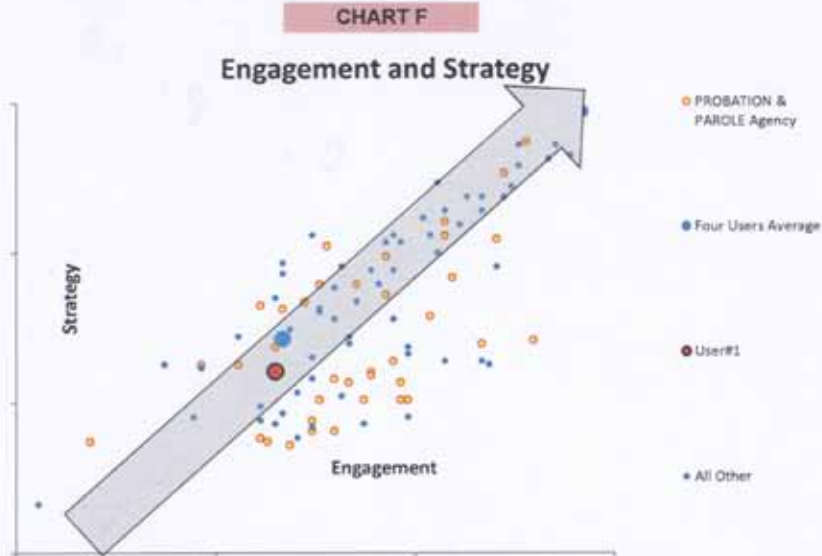 CHART F
Engagement and Strategy
PROBATION &
PAROLE Agency
Four Users Average
Strategy
User#1
Engagement
All Other